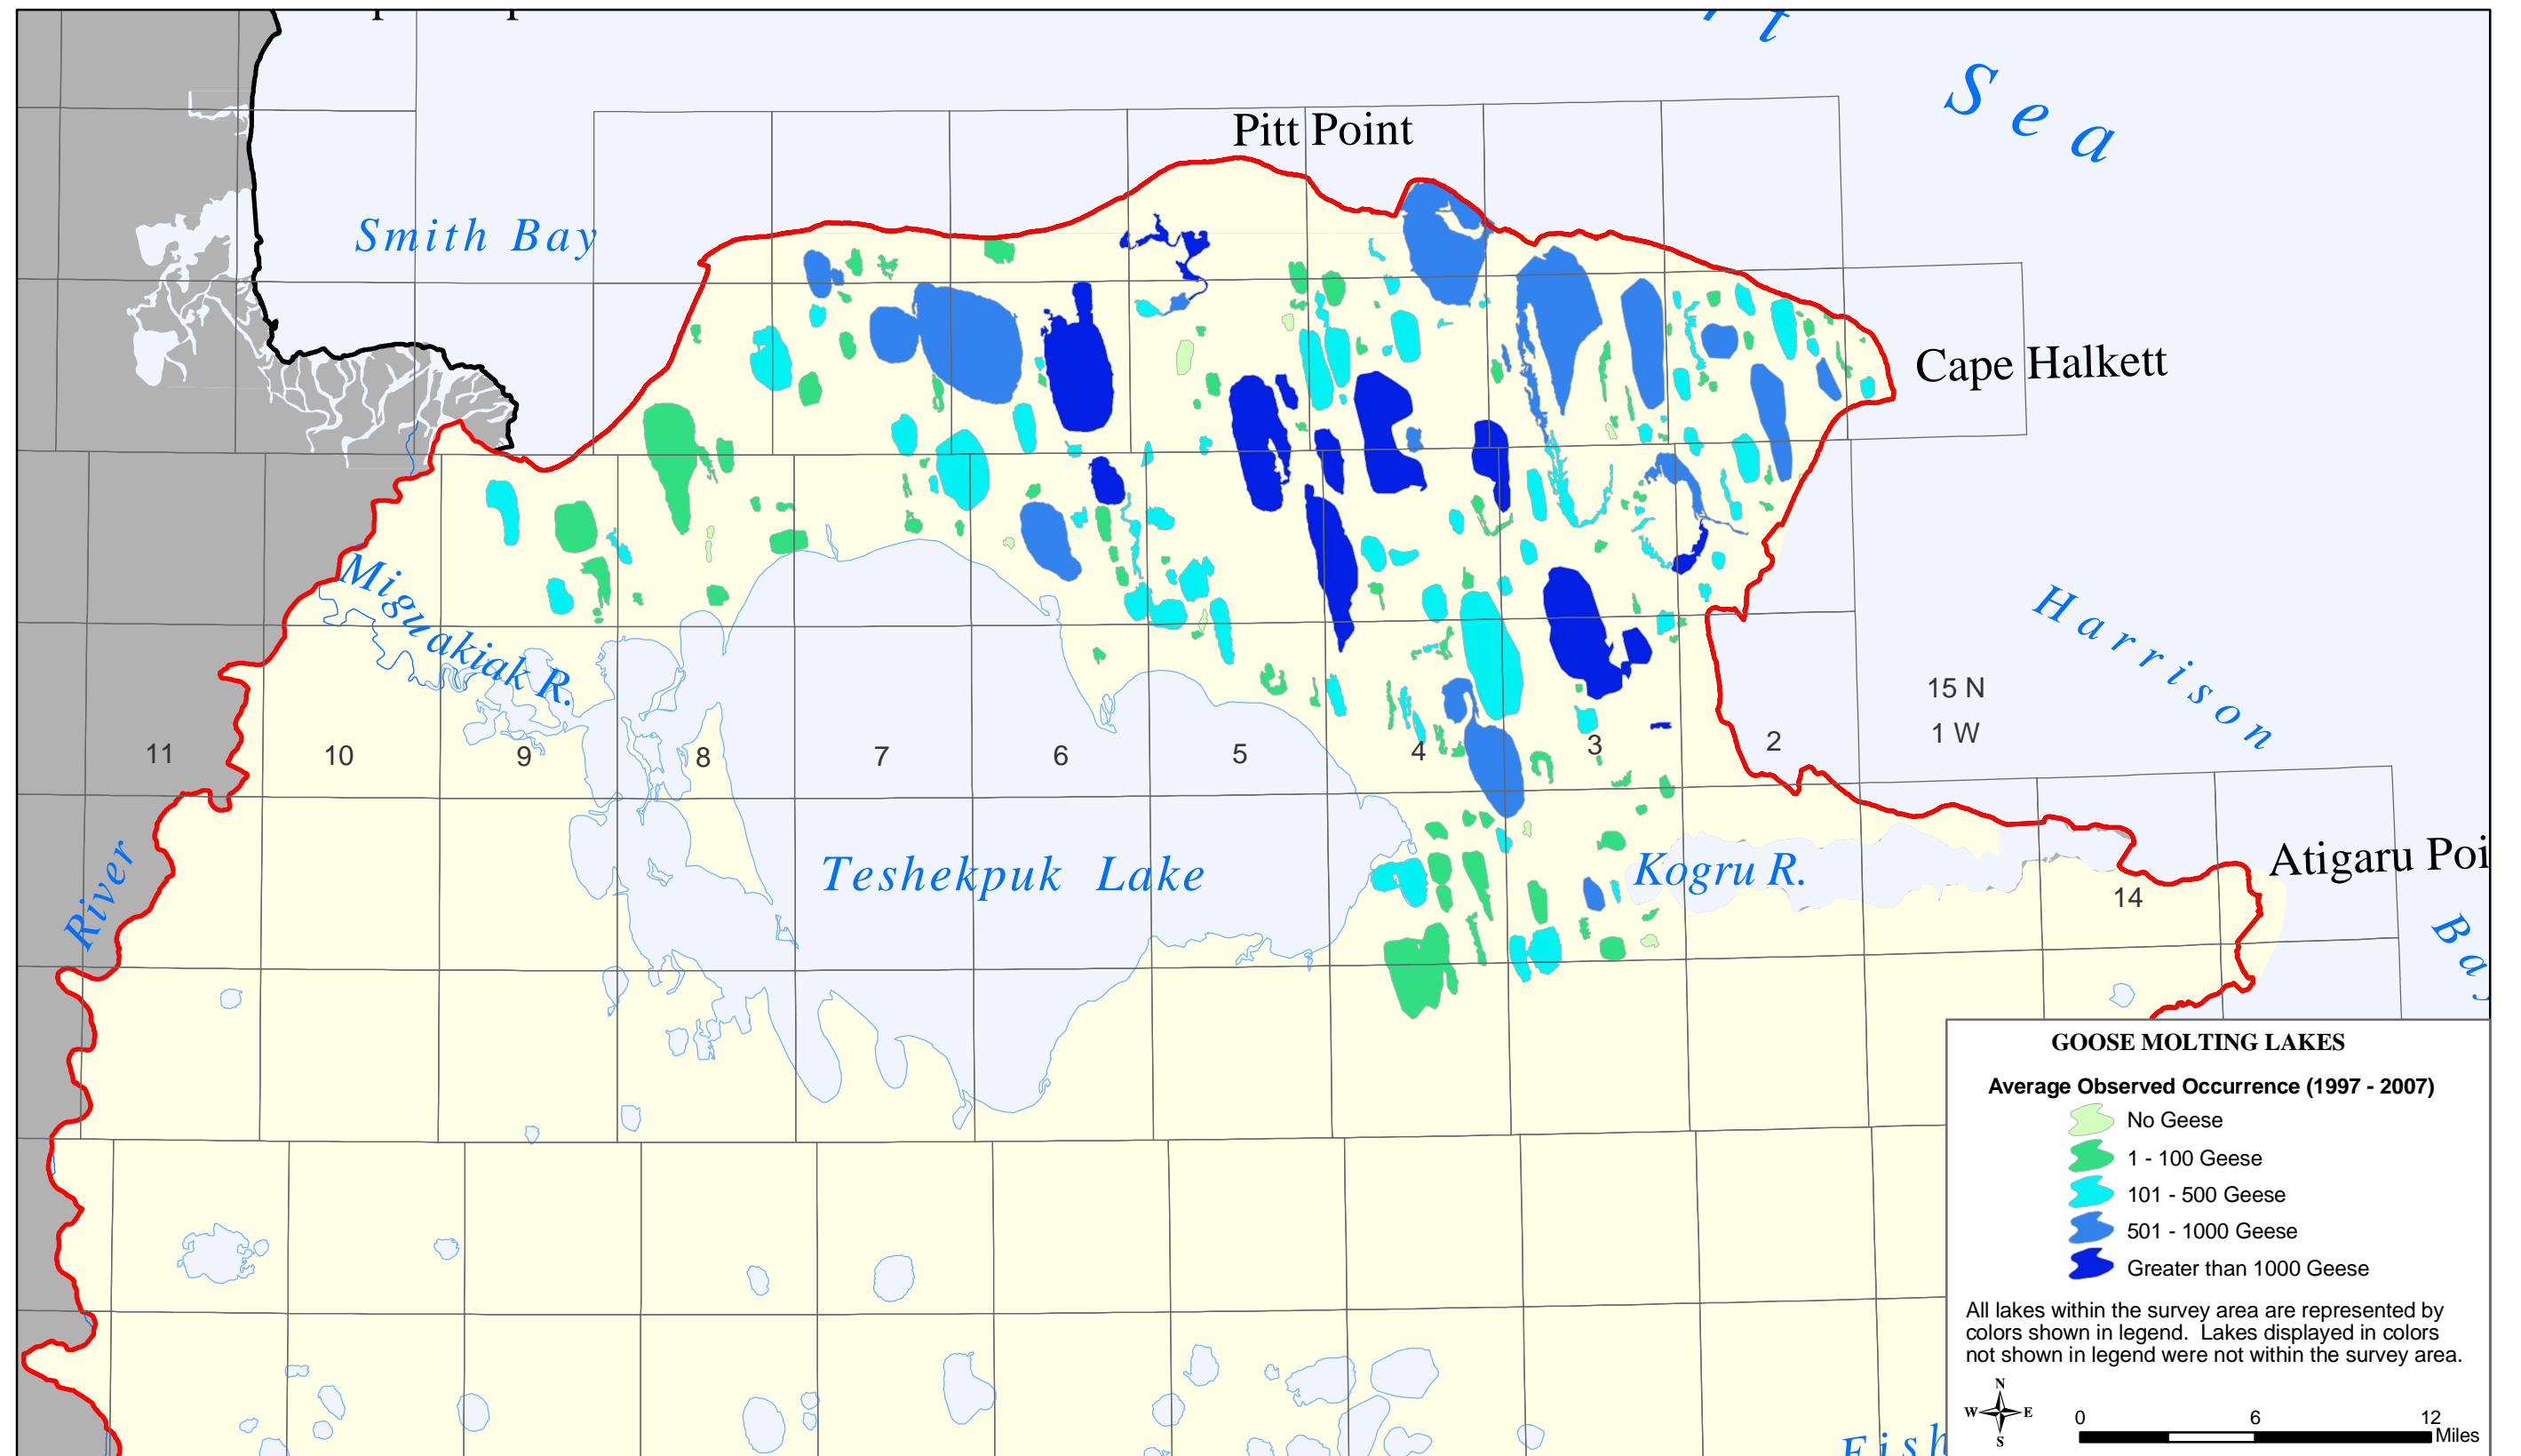 Sea
Pitt Point
Smith Bay
Cape Halkett
Miguakiak R.
Harrison
15 N
1 W
11
10
9
8
7
6
5
4
3
2
Teshekpuk Lake
Kogru R.
River
14
Atigaru Poi
Ba
GOOSE MOLTING LAKES
Average Observed Occurrence (1997 - 2007)
No Geese
1 - 100 Geese
101 - 500 Geese
501 - 1000 Geese
Greater than 1000 Geese
All lakes within the survey area are represented by
colors shown in legend. Lakes displayed in colors
not shown in legend were not within the survey area.
N
W E
S
0 6 12
Miles
Fish